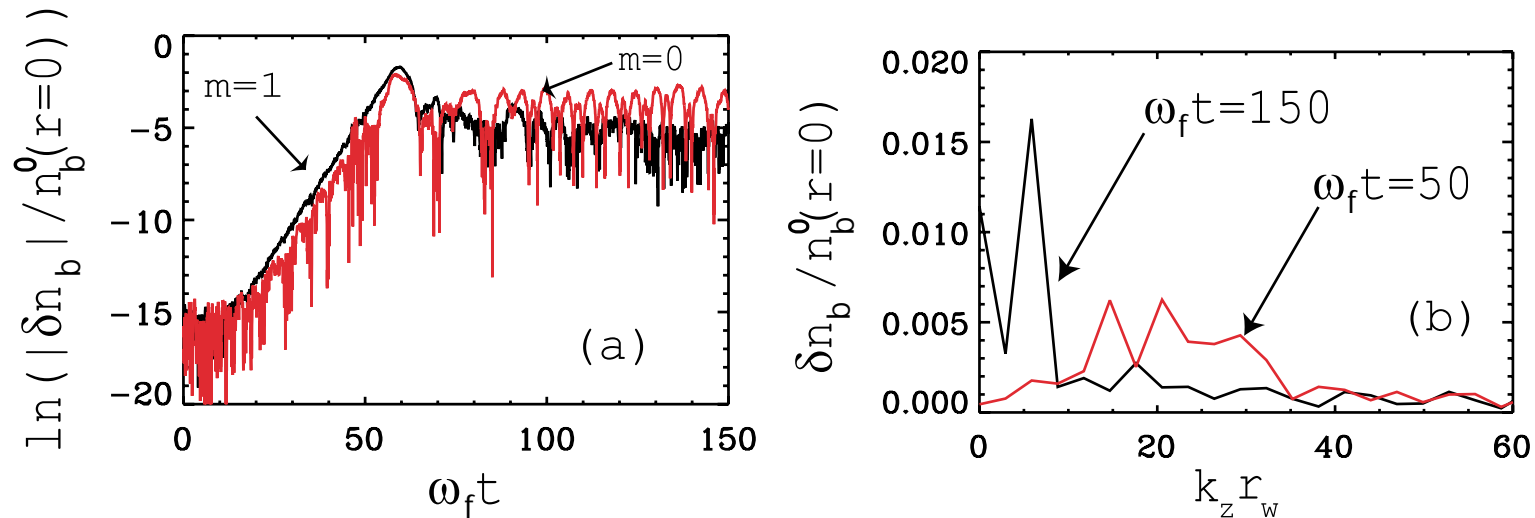 ln(|δn_b|/n_b^0(r=0))
0
−5
−10
−15
−20
m=1
m=0
(a)
0 50 100 150
ω_f t
δn_b/n_b^0(r=0)
0.020
0.015
0.010
0.005
0.000
ω_f t=150
ω_f t=50
(b)
0 20 40 60
k_z r_w